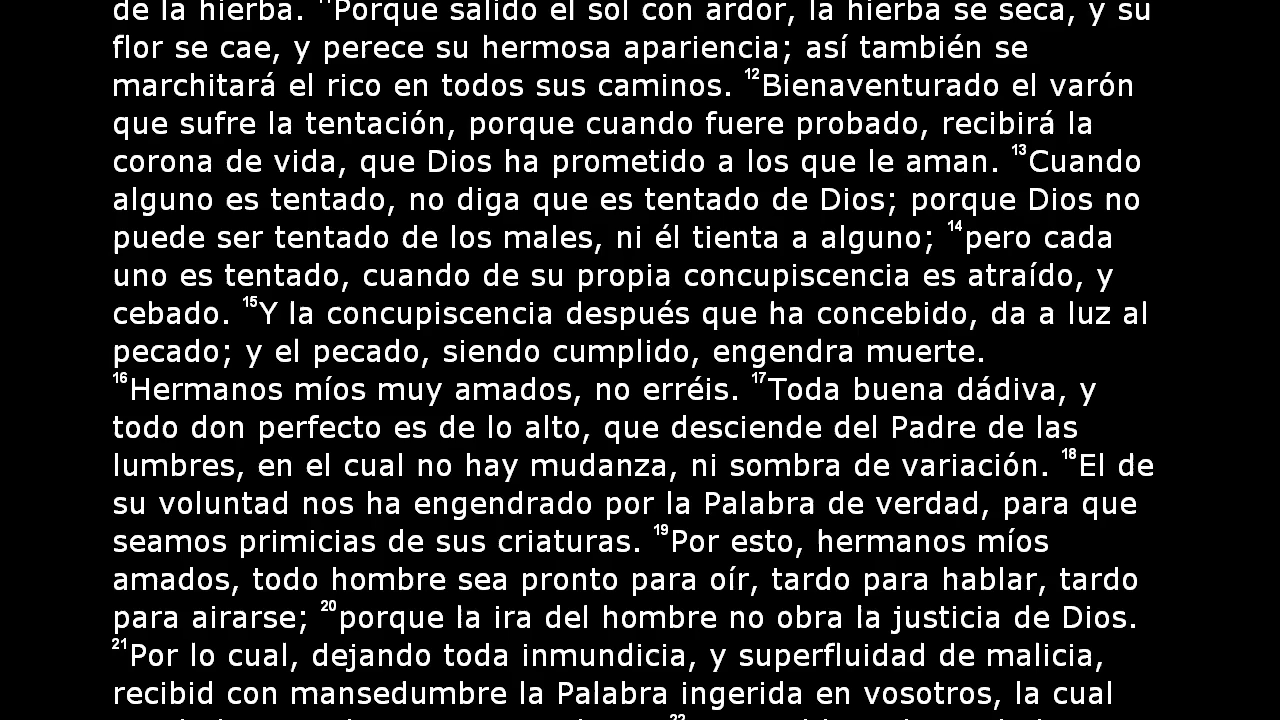 de la hierba. ¹¹Porque salido el sol con ardor, la hierba se seca, y su
flor se cae, y perece su hermosa apariencia; así también se
marchitará el rico en todos sus caminos. ¹²Bienaventurado el varón
que sufre la tentación, porque cuando fuere probado, recibirá la
corona de vida, que Dios ha prometido a los que le aman. ¹³Cuando
alguno es tentado, no diga que es tentado de Dios; porque Dios no
puede ser tentado de los males, ni él tienta a alguno; ¹⁴pero cada
uno es tentado, cuando de su propia concupiscencia es atraído, y
cebado. ¹⁵Y la concupiscencia después que ha concebido, da a luz al
pecado; y el pecado, siendo cumplido, engendra muerte.
¹⁶Hermanos míos muy amados, no erréis. ¹⁷Toda buena dádiva, y
todo don perfecto es de lo alto, que desciende del Padre de las
lumbres, en el cual no hay mudanza, ni sombra de variación. ¹⁸El de
su voluntad nos ha engendrado por la Palabra de verdad, para que
seamos primicias de sus criaturas. ¹⁹Por esto, hermanos míos
amados, todo hombre sea pronto para oír, tardo para hablar, tardo
para airarse; ²⁰porque la ira del hombre no obra la justicia de Dios.
²¹Por lo cual, dejando toda inmundicia, y superfluidad de malicia,
recibid con mansedumbre la Palabra ingerida en vosotros, la cual